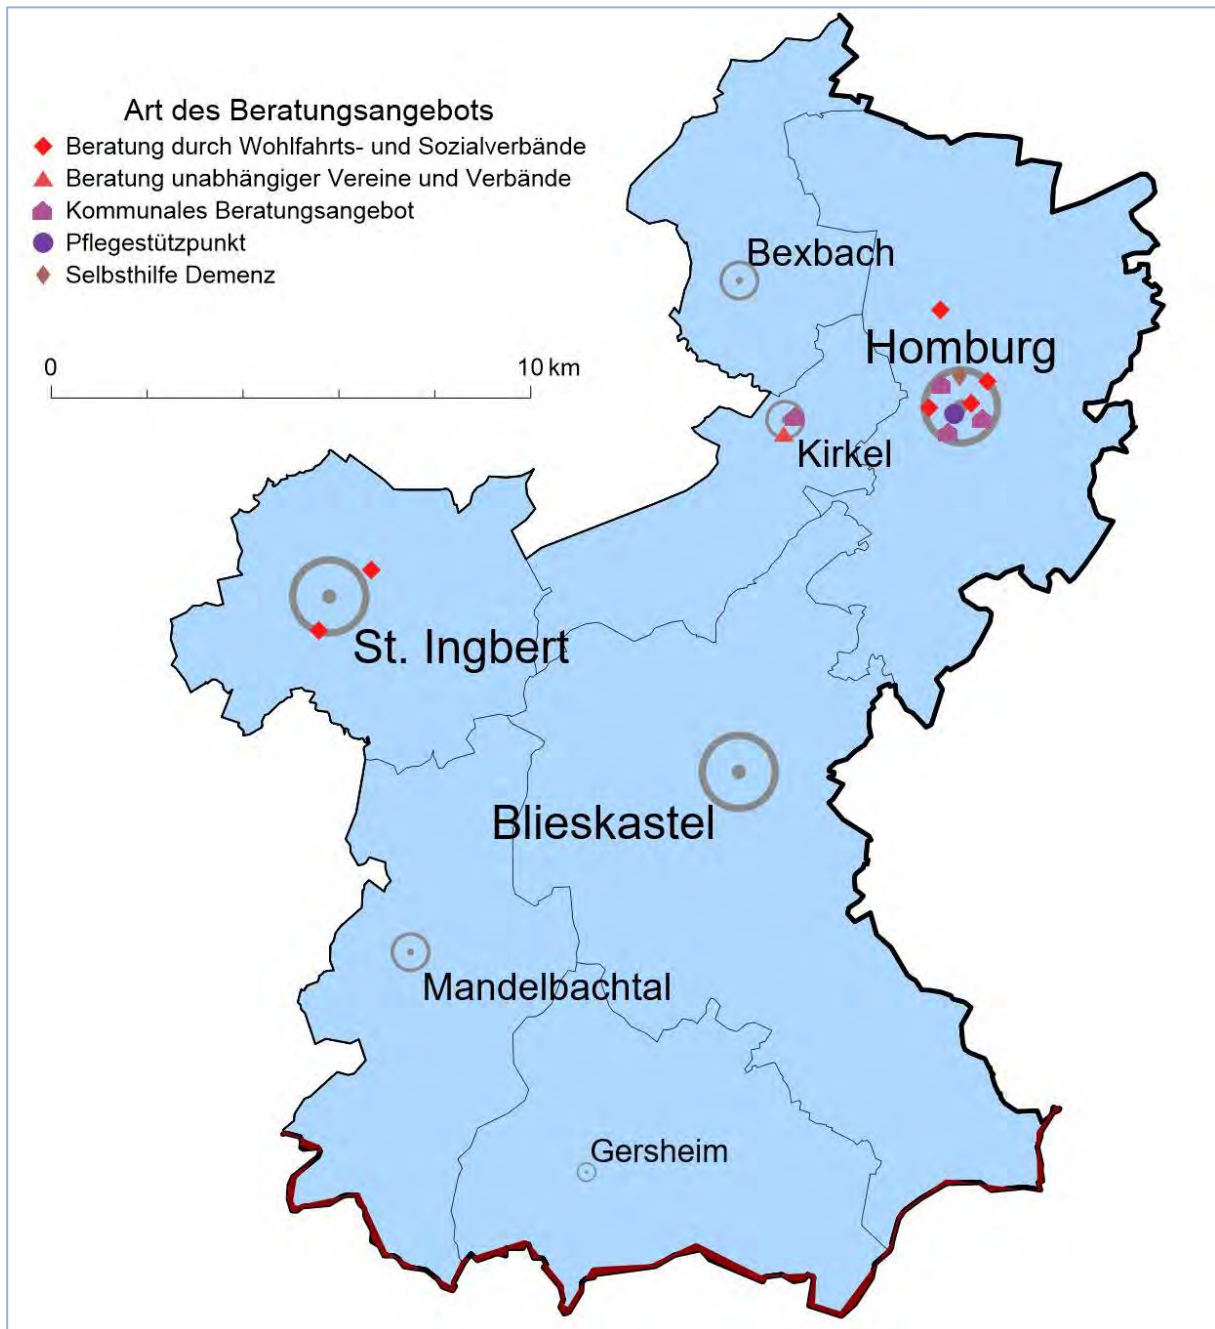 Art des Beratungsangebots
Beratung durch Wohlfahrts- und Sozialverbände
Beratung unabhängiger Vereine und Verbände
Kommunales Beratungsangebot
Pflegestützpunkt
Selbsthilfe Demenz
0 10 km
Bexbach
Homburg
Kirkel
St. Ingbert
Blieskastel
Mandelbachtal
Gersheim